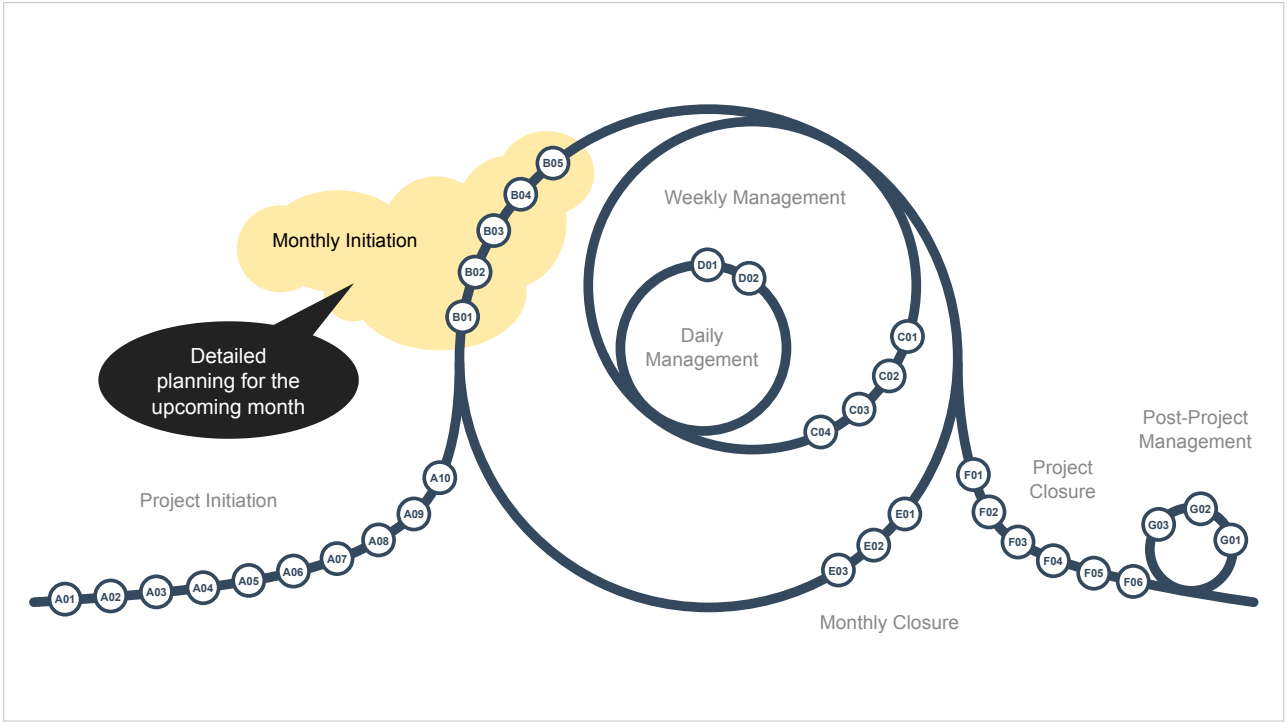 B05
B04
B03
B02
B01
Monthly Initiation
Detailed
planning for the
upcoming month
Weekly Management
D01
D02
Daily
Management
C01
C02
C03
C04
Project Initiation
A01
A02
A03
A04
A05
A06
A07
A08
A09
A10
E01
E02
E03
Monthly Closure
Project
Closure
F01
F02
F03
F04
F05
F06
Post-Project
Management
G03
G02
G01